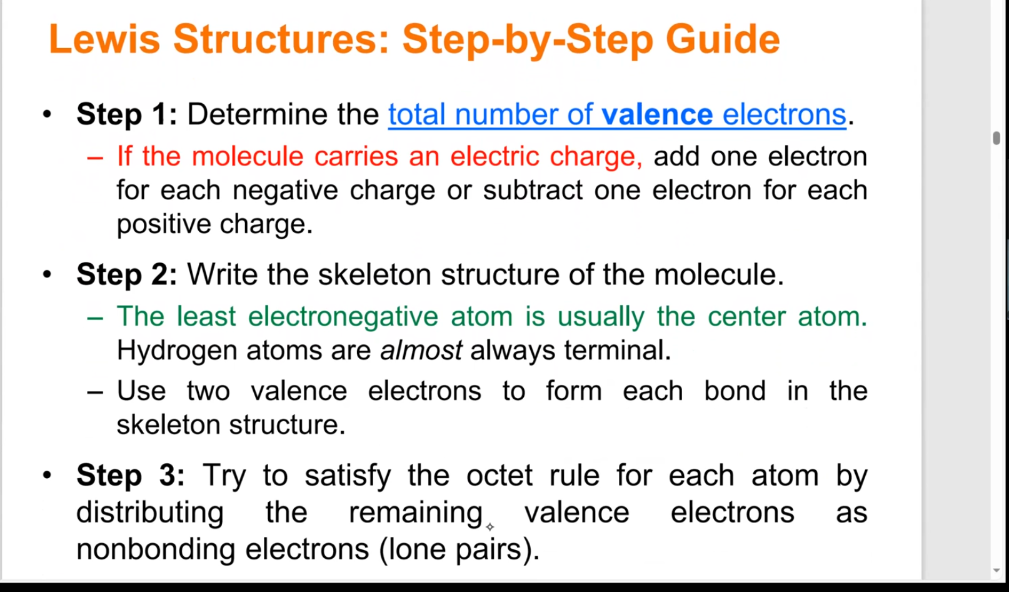 Lewis Structures: Step-by-Step Guide
• Step 1: Determine the total number of valence electrons.
– If the molecule carries an electric charge, add one electron
for each negative charge or subtract one electron for each
positive charge.
• Step 2: Write the skeleton structure of the molecule.
– The least electronegative atom is usually the center atom.
Hydrogen atoms are almost always terminal.
– Use two valence electrons to form each bond in the
skeleton structure.
• Step 3: Try to satisfy the octet rule for each atom by
distributing the remaining valence electrons as
nonbonding electrons (lone pairs).